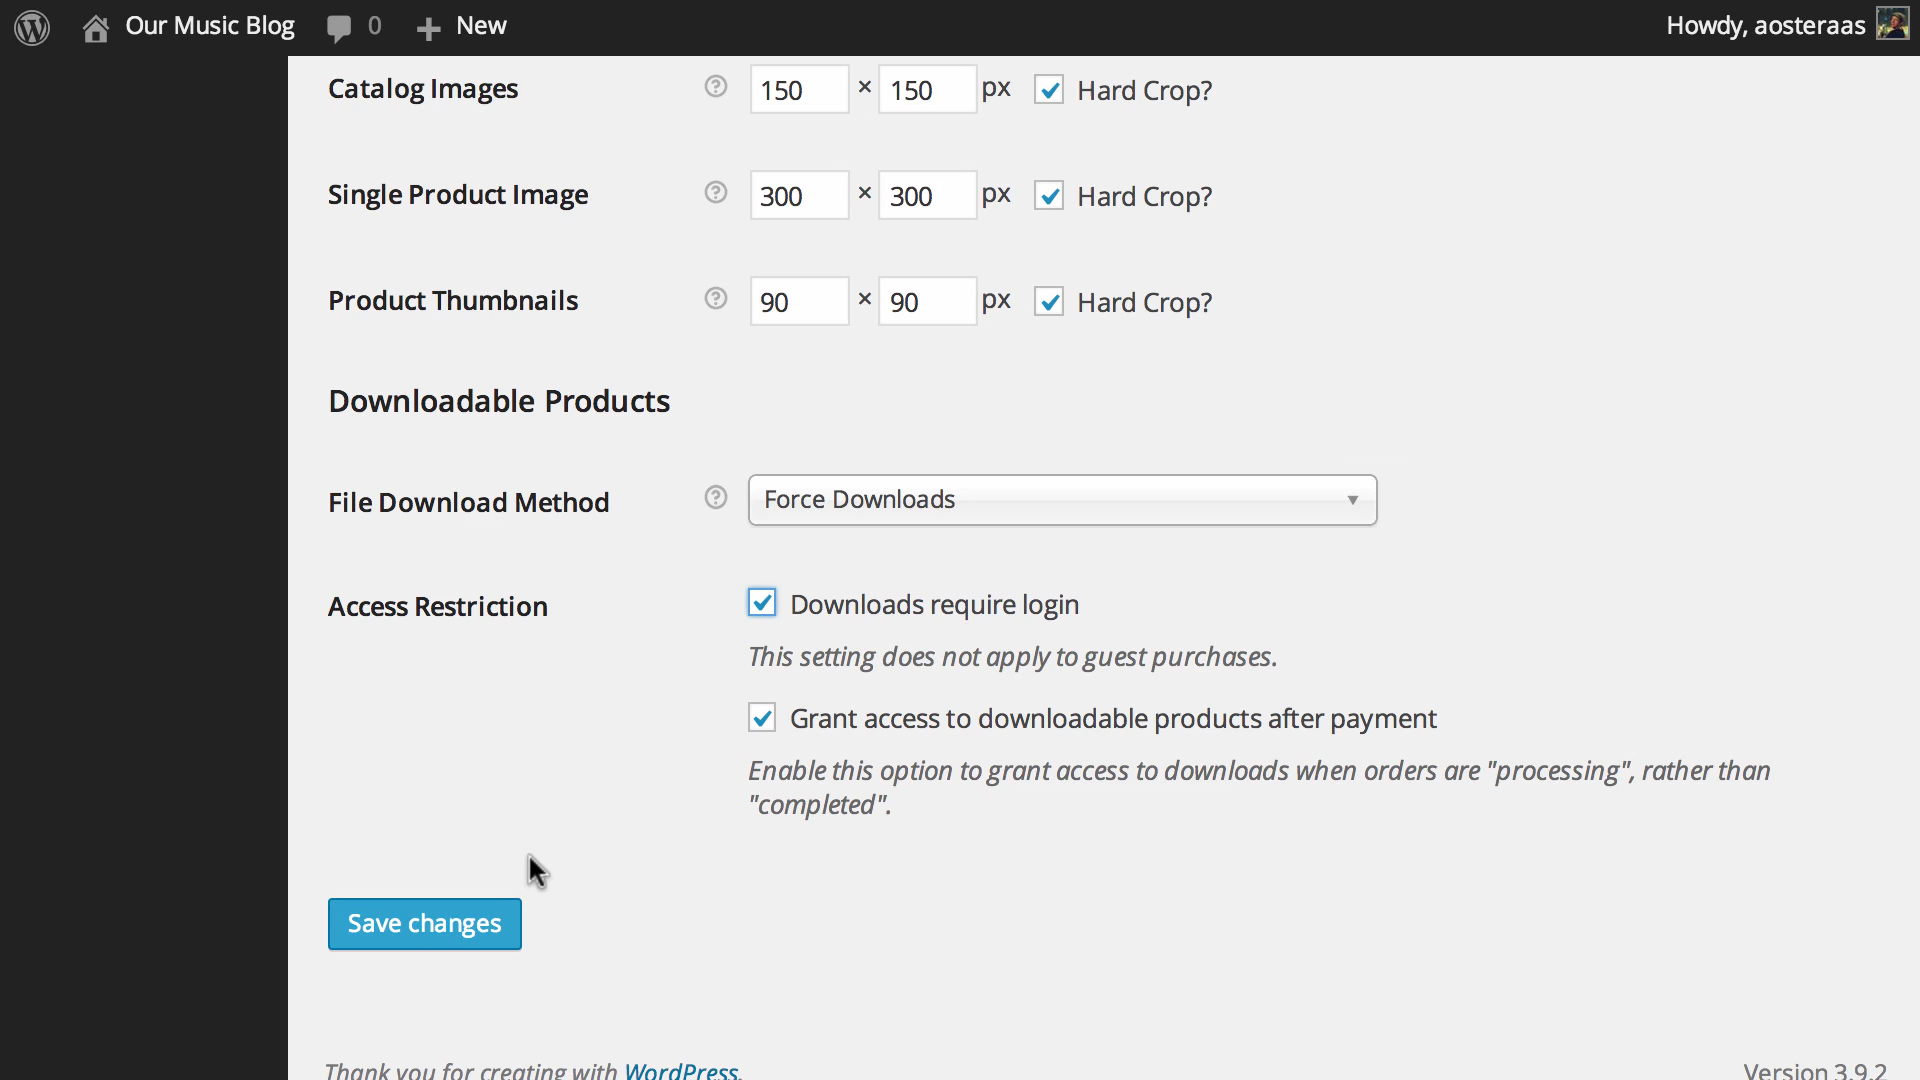 Our Music Blog 0 New Howdy, aosteraas
Catalog Images 150 × 150 px Hard Crop?
Single Product Image 300 × 300 px Hard Crop?
Product Thumbnails 90 × 90 px Hard Crop?
Downloadable Products
File Download Method Force Downloads
Access Restriction Downloads require login
This setting does not apply to guest purchases.
Grant access to downloadable products after payment
Enable this option to grant access to downloads when orders are "processing", rather than
"completed".
Save changes
Thank you for creating with WordPress. Version 3.9.2